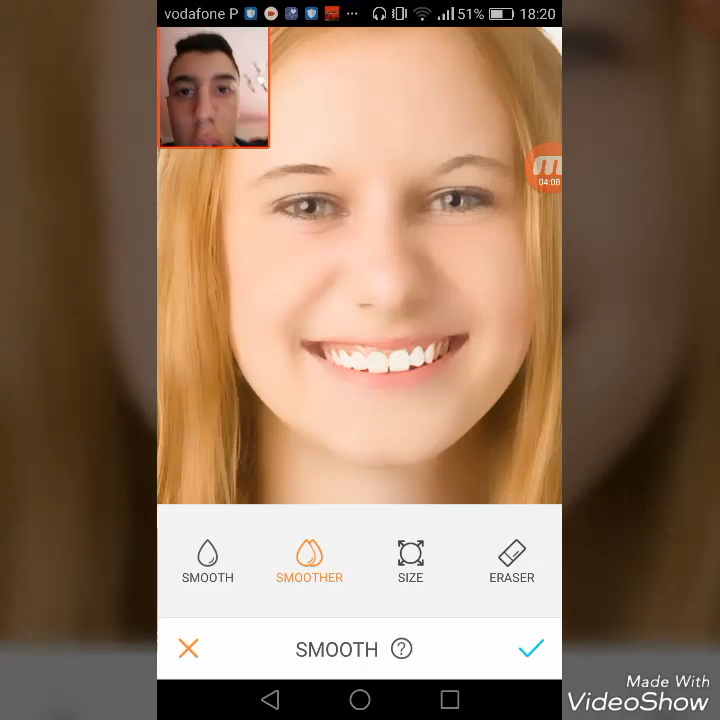 vodafone P ... 51% 18:20
m
04:08
SMOOTH SMOOTHER SIZE ERASER
SMOOTH ?
Made With
VideoShow